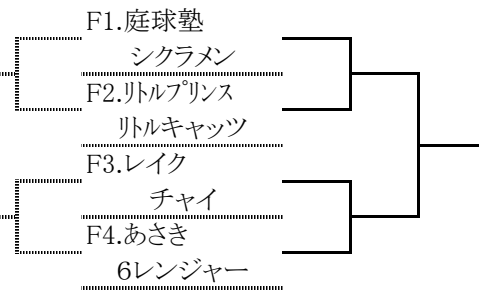 F1.庭球塾
シクラメン
F2.ﾘﾄﾙﾌﾟﾘﾝｽ
ﾘﾄﾙキャッツ
F3.レイク
チャイ
F4.あさき
6レンジャー